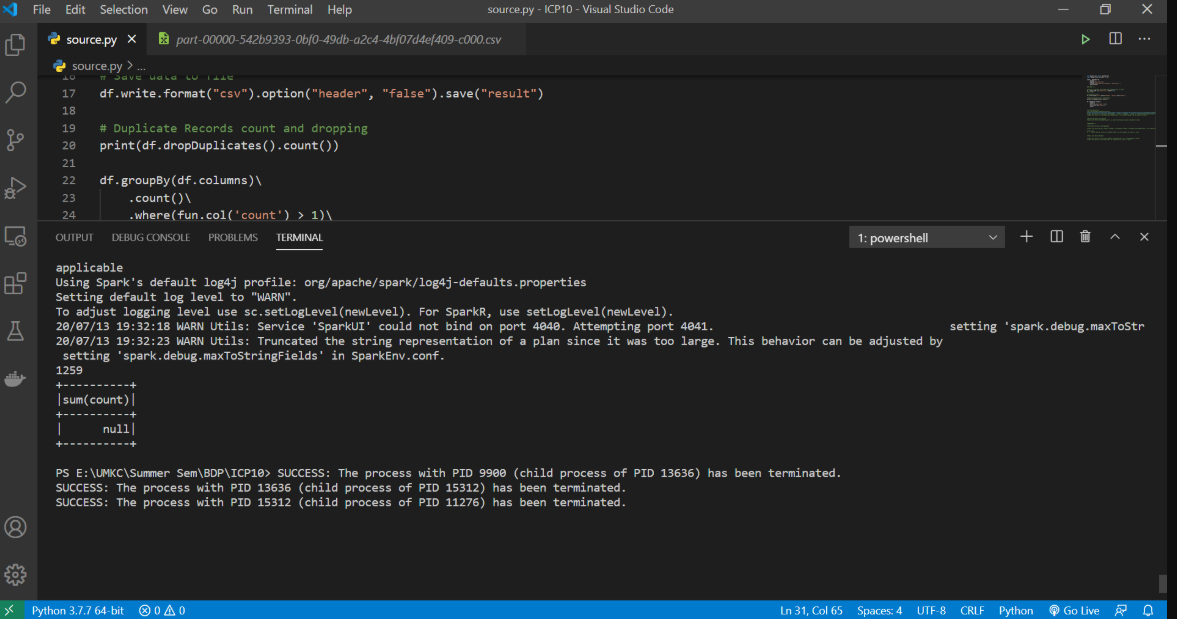 File Edit Selection View Go Run Terminal Help source.py - ICP10 - Visual Studio Code
source.py part-00000-542b9393-0bf0-49db-a2c4-4bf07d4ef409-c000.csv
source.py > ...
16 # Save data to file
17 df.write.format("csv").option("header", "false").save("result")
18
19 # Duplicate Records count and dropping
20 print(df.dropDuplicates().count())
21
22 df.groupBy(df.columns)\
23 .count()\
24 .where(fun.col('count') > 1)\
OUTPUT DEBUG CONSOLE PROBLEMS TERMINAL 1: powershell
applicable
Using Spark's default log4j profile: org/apache/spark/log4j-defaults.properties
Setting default log level to "WARN".
To adjust logging level use sc.setLogLevel(newLevel). For SparkR, use setLogLevel(newLevel).
20/07/13 19:32:18 WARN Utils: Service 'SparkUI' could not bind on port 4040. Attempting port 4041. setting 'spark.debug.maxToStr
20/07/13 19:32:23 WARN Utils: Truncated the string representation of a plan since it was too large. This behavior can be adjusted by
setting 'spark.debug.maxToStringFields' in SparkEnv.conf.
1259
+----------+
|sum(count)|
+----------+
|      null|
+----------+
PS E:\UMKC\Summer Sem\BDP\ICP10> SUCCESS: The process with PID 9900 (child process of PID 13636) has been terminated.
SUCCESS: The process with PID 13636 (child process of PID 15312) has been terminated.
SUCCESS: The process with PID 15312 (child process of PID 11276) has been terminated.
Python 3.7.7 64-bit 0 0 Ln 31, Col 65 Spaces: 4 UTF-8 CRLF Python Go Live